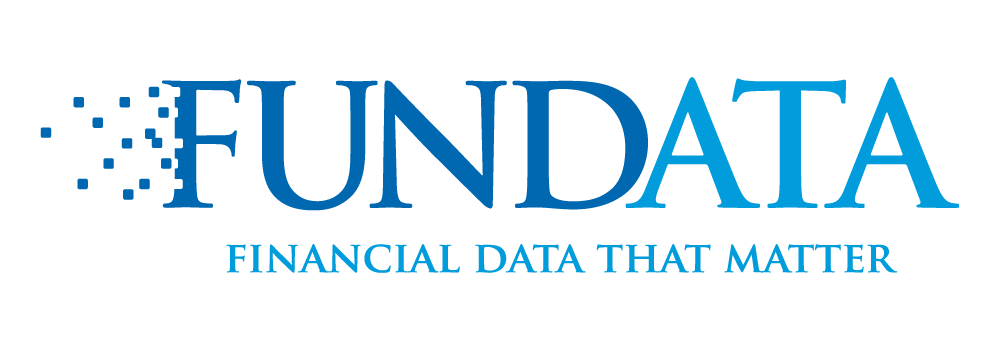 FUNDATA
FINANCIAL DATA THAT MATTER